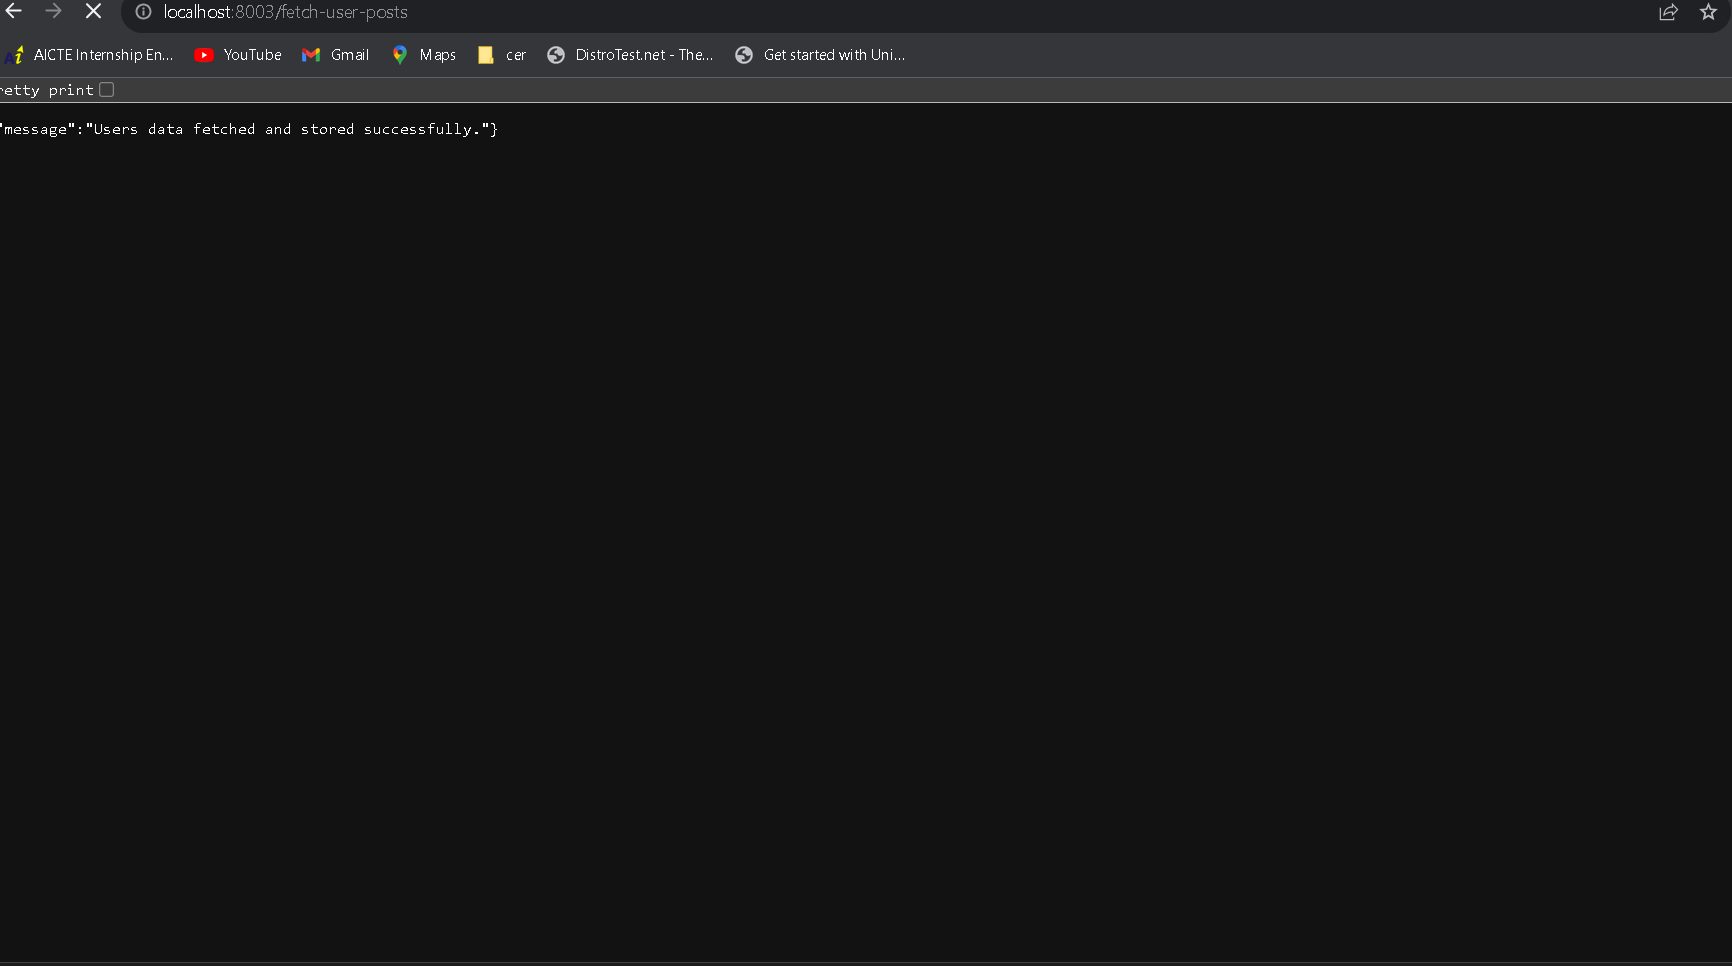 localhost:8003/fetch-user-posts
AICTE Internship En... YouTube Gmail Maps cer DistroTest.net - The... Get started with Uni...
retty print
"message":"Users data fetched and stored successfully."}